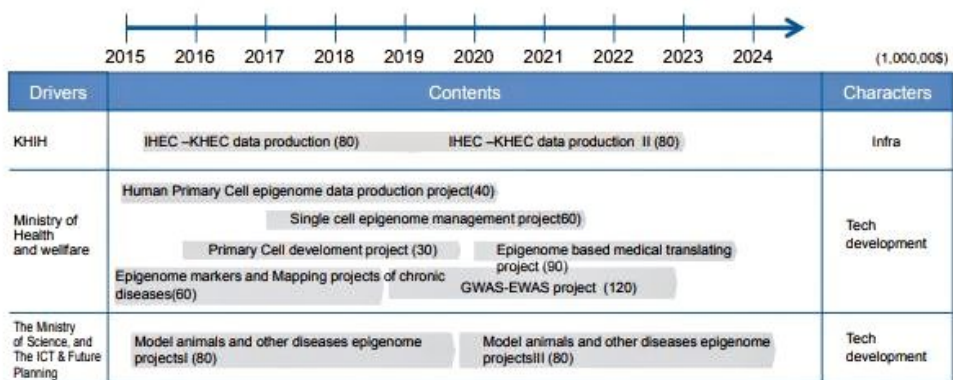 2015 2016 2017 2018 2019 2020 2021 2022 2023 2024
(1,000,00$)
Drivers Contents Characters
KHIH
IHEC –KHEC data production (80)
IHEC –KHEC data production II (80)
Infra
Ministry of
Health
and wellfare
Human Primary Cell epigenome data production project(40)
Single cell epigenome management project60)
Primary Cell develoment project (30)
Epigenome based medical translating
project (90)
Epigenome markers and Mapping projects of chronic
diseases(60)
GWAS-EWAS project (120)
Tech
development
The Ministry
of Science, and
The ICT & Future
Planning
Model animals and other diseases epigenome
projectsI (80)
Model animals and other diseases epigenome
projectsIII (80)
Tech
development